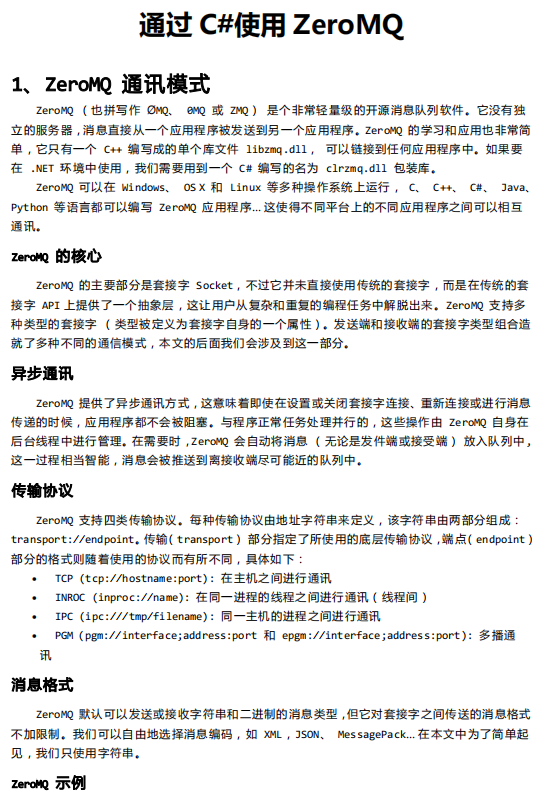 通过 C#使用 ZeroMQ
1、ZeroMQ 通讯模式
ZeroMQ (也拼写作 ØMQ、 0MQ 或 ZMQ) 是个非常轻量级的开源消息队列软件。它没有独
立的服务器,消息直接从一个应用程序被发送到另一个应用程序。ZeroMQ 的学习和应用也非常简
单,它只有一个 C++ 编写成的单个库文件 libzmq.dll, 可以链接到任何应用程序中。如果要
在 .NET 环境中使用,我们需要用到一个 C# 编写的名为 clrzmq.dll 包装库。
ZeroMQ 可以在 Windows、 OS X 和 Linux 等多种操作系统上运行, C、 C++、 C#、 Java、
Python 等语言都可以编写 ZeroMQ 应用程序… 这使得不同平台上的不同应用程序之间可以相互
通讯。
ZeroMQ 的核心
ZeroMQ 的主要部分是套接字 Socket,不过它并未直接使用传统的套接字,而是在传统的套
接字 API 上提供了一个抽象层,这让用户从复杂和重复的编程任务中解脱出来。ZeroMQ 支持多
种类型的套接字 (类型被定义为套接字自身的一个属性)。发送端和接收端的套接字类型组合造
就了多种不同的通信模式,本文的后面我们会涉及到这一部分。
异步通讯
ZeroMQ 提供了异步通讯方式,这意味着即使在设置或关闭套接字连接、重新连接或进行消息
传递的时候,应用程序都不会被阻塞。与程序正常任务处理并行的,这些操作由 ZeroMQ 自身在
后台线程中进行管理。在需要时,ZeroMQ 会自动将消息 (无论是发件端或接受端) 放入队列中,
这一过程相当智能,消息会被推送到离接收端尽可能近的队列中。
传输协议
ZeroMQ 支持四类传输协议。每种传输协议由地址字符串来定义,该字符串由两部分组成:
transport://endpoint。传输(transport) 部分指定了所使用的底层传输协议,端点(endpoint)
部分的格式则随着使用的协议而有所不同,具体如下:
• TCP (tcp://hostname:port): 在主机之间进行通讯
• INROC (inproc://name): 在同一进程的线程之间进行通讯(线程间)
• IPC (ipc:///tmp/filename): 同一主机的进程之间进行通讯
• PGM (pgm://interface;address:port 和 epgm://interface;address:port): 多播通
讯
消息格式
ZeroMQ 默认可以发送或接收字符串和二进制的消息类型,但它对套接字之间传送的消息格式
不加限制。我们可以自由地选择消息编码,如 XML,JSON、 MessagePack… 在本文中为了简单起
见,我们只使用字符串。
ZeroMQ 示例